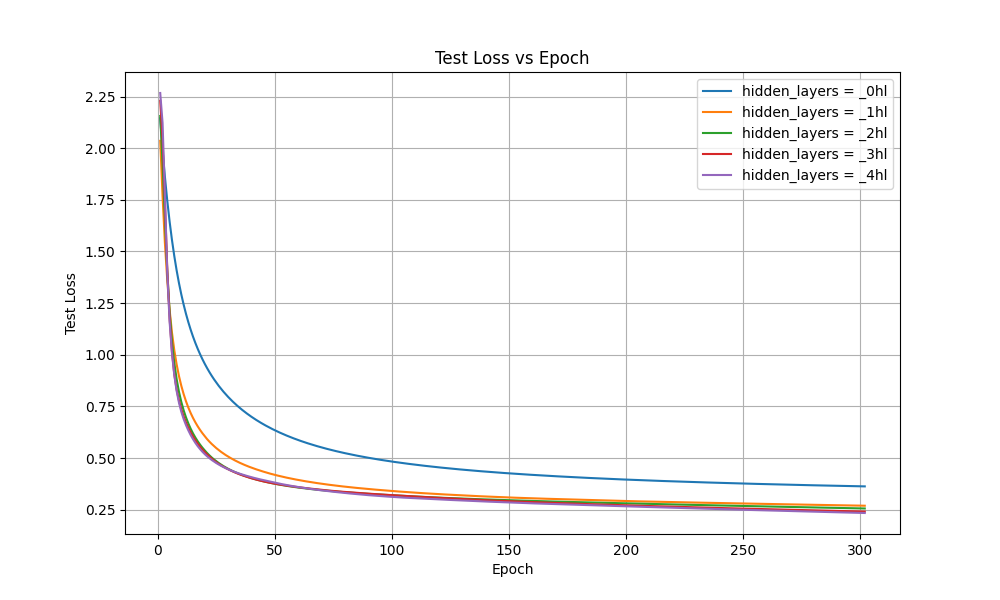 Test Loss vs Epoch
hidden_layers = _0hl
hidden_layers = _1hl
hidden_layers = _2hl
hidden_layers = _3hl
hidden_layers = _4hl
Test Loss
2.25
2.00
1.75
1.50
1.25
1.00
0.75
0.50
0.25
0 50 100 150 200 250 300
Epoch